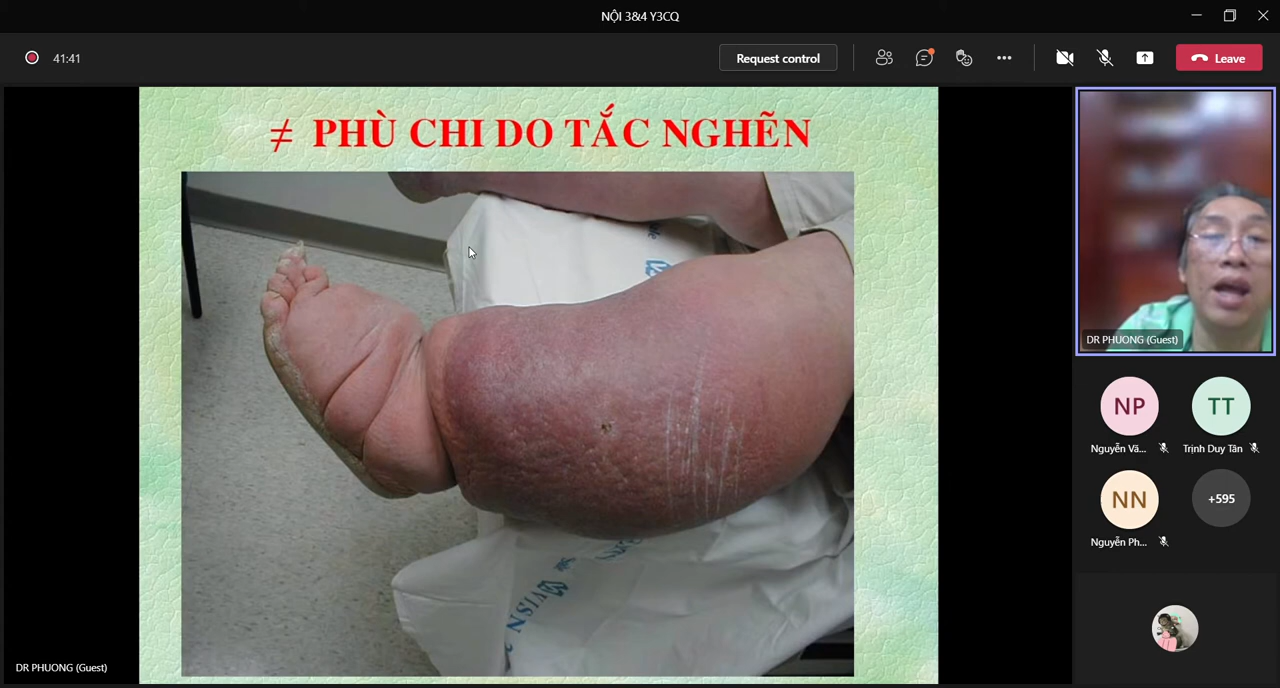 NỘI 3&4 Y3CQ
41:41
Request control
Leave
≠ PHÙ CHI DO TẮC NGHẼN
DR PHUONG (Guest)
NP
TT
Nguyễn Vă...
Trịnh Duy Tân
NN
+595
Nguyễn Ph...
VISN
DR PHUONG (Guest)